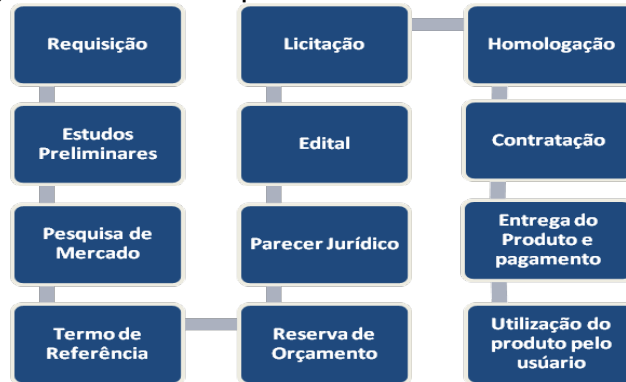 Requisição
Estudos
Preliminares
Pesquisa de
Mercado
Termo de
Referência
Reserva de
Orçamento
Parecer Jurídico
Edital
Licitação
Homologação
Contratação
Entrega do
Produto e
pagamento
Utilização do
produto pelo
usúario